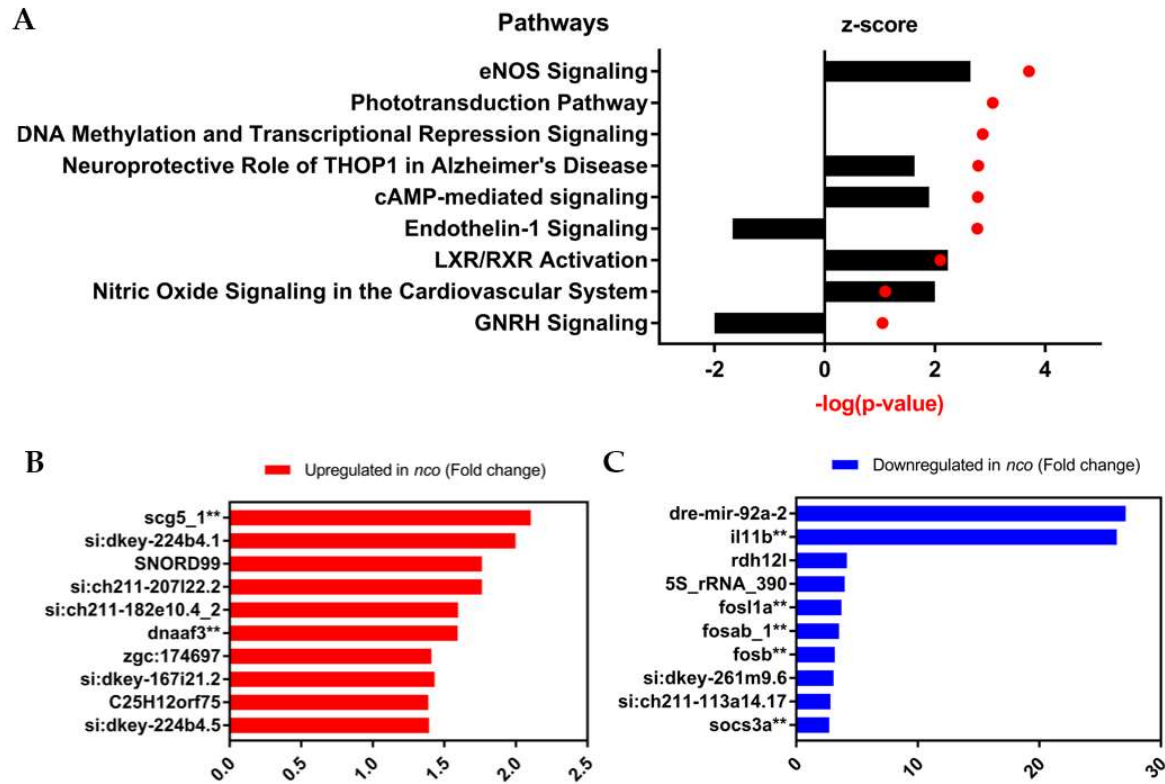 A
Pathways
z-score
eNOS Signaling
Phototransduction Pathway
DNA Methylation and Transcriptional Repression Signaling
Neuroprotective Role of THOP1 in Alzheimer's Disease
cAMP-mediated signaling
Endothelin-1 Signaling
LXR/RXR Activation
Nitric Oxide Signaling in the Cardiovascular System
GNRH Signaling
-2 0 2 4
-log(p-value)
B
Upregulated in nco (Fold change)
scg5_1**
si:dkey-224b4.1
SNORD99
si:ch211-207l22.2
si:ch211-182e10.4_2
dnaaf3**
zgc:174697
si:dkey-167i21.2
C25H12orf75
si:dkey-224b4.5
0.0 0.5 1.0 1.5 2.0 2.5
C
Downregulated in nco (Fold change)
dre-mir-92a-2
il11b**
rdh12l
5S_rRNA_390
fosl1a**
fosab_1**
fosb**
si:dkey-261m9.6
si:ch211-113a14.17
socs3a**
0 10 20 30